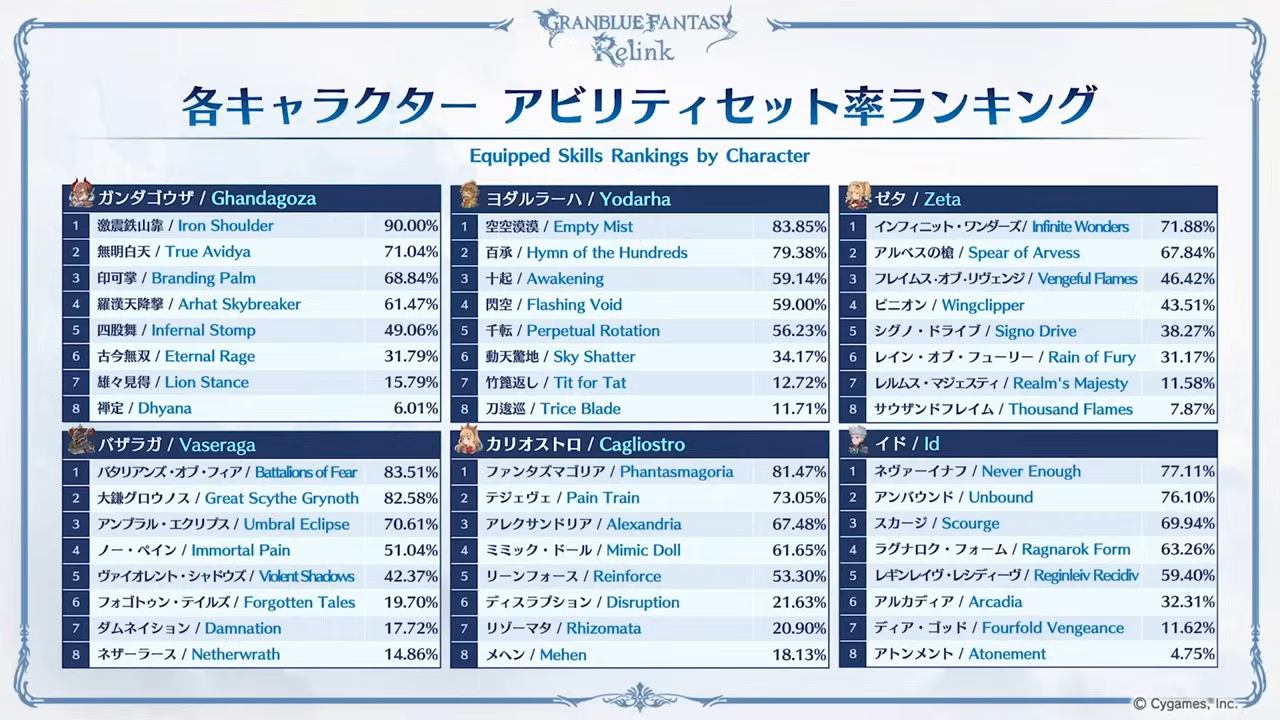 GRANBLUE FANTASY
Relink
各キャラクター アビリティセット率ランキング
Equipped Skills Rankings by Character
ガンダゴウザ / Ghandagoza
1 激震鉄山靠 / Iron Shoulder 90.00%
2 無明白天 / True Avidya 71.04%
3 印可掌 / Branding Palm 68.84%
4 羅漢天降撃 / Arhat Skybreaker 61.47%
5 四股舞 / Infernal Stomp 49.06%
6 古今無双 / Eternal Rage 31.79%
7 雄々見得 / Lion Stance 15.79%
8 禅定 / Dhyana 6.01%
ヨダルラーハ / Yodarha
1 空空漠漠 / Empty Mist 83.85%
2 百承 / Hymn of the Hundreds 79.38%
3 十起 / Awakening 59.14%
4 閃空 / Flashing Void 59.00%
5 千転 / Perpetual Rotation 56.23%
6 動天驚地 / Sky Shatter 34.17%
7 竹箆返し / Tit for Tat 12.72%
8 刀逡巡 / Trice Blade 11.71%
ゼタ / Zeta
1 インフィニット・ワンダーズ/ Infinite Wonders 71.88%
2 アルベスの槍 / Spear of Arvess 67.84%
3 フレイムス・オブ・リヴェンジ/ Vengeful Flames 46.42%
4 ピニオン / Wingclipper 43.51%
5 シグノ・ドライブ / Signo Drive 38.27%
6 レイン・オブ・フューリー / Rain of Fury 31.17%
7 レルムス・マジェスティ / Realm's Majesty 11.58%
8 サウザンドフレイム / Thousand Flames 7.87%
バザラガ / Vaseraga
1 バタリアンズ・オブ・フィア / Battalions of Fear 83.51%
2 大鎌グロウノス / Great Scythe Grynoth 82.58%
3 アンブラル・エクリプス / Umbral Eclipse 70.61%
4 ノー・ペイン / Immortal Pain 51.04%
5 ヴァイオレント・シャドウズ / Violent Shadows 42.37%
6 フォゴトゥン・テイルズ / Forgotten Tales 19.70%
7 ダムネイション / Damnation 17.72%
8 ネザーラース / Netherwrath 14.86%
カリオストロ / Cagliostro
1 ファンタズマゴリア / Phantasmagoria 81.47%
2 テジェヴェ / Pain Train 73.05%
3 アレクサンドリア / Alexandria 67.48%
4 ミミック・ドール / Mimic Doll 61.65%
5 リーンフォース / Reinforce 53.30%
6 ディスラプション / Disruption 21.63%
7 リゾーマタ / Rhizomata 20.90%
8 メヘン / Mehen 18.13%
イド / Id
1 ネヴァーイナフ / Never Enough 77.11%
2 アンバウンド / Unbound 76.10%
3 スカージ / Scourge 69.94%
4 ラグナロク・フォーム / Ragnarok Form 63.26%
5 レギンレイヴ・レシディーヴ / Reginleiv Recidiv 59.40%
6 アルカディア / Arcadia 32.31%
7 ディア・ゴッド / Fourfold Vengeance 11.62%
8 アトンメント / Atonement 4.75%
© Cygames, Inc.